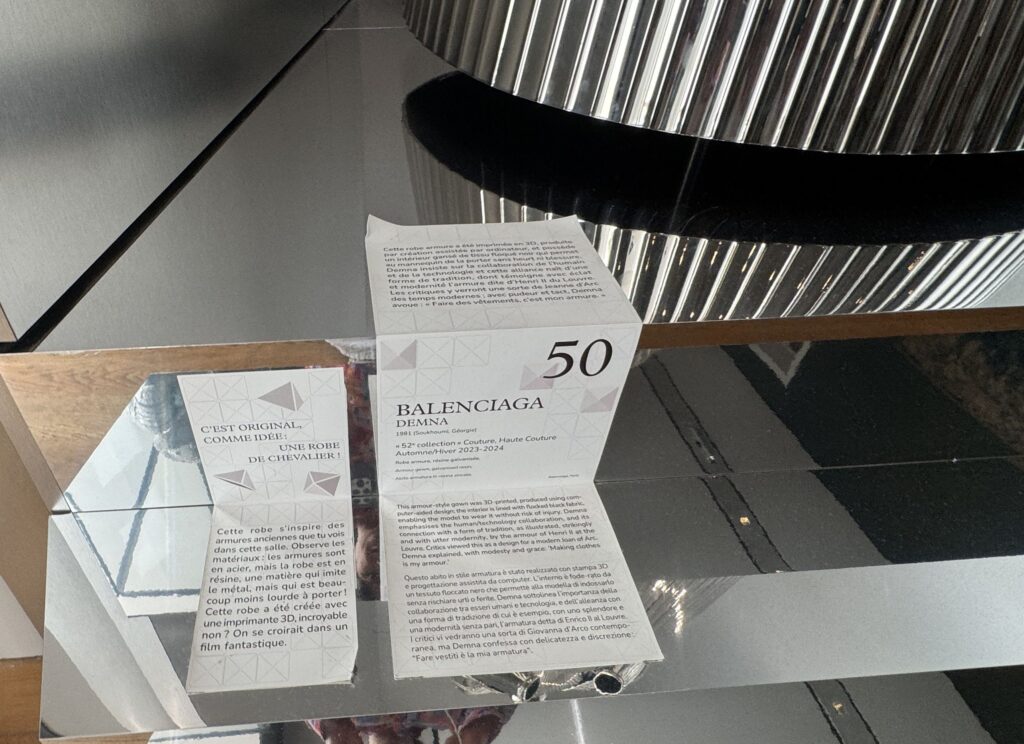 Cette robe armure a été imprimée en 3D, produite
par création assistée par ordinateur, et possède
un intérieur gansé de tissu floqué noir qui permet
au mannequin de la porter sans heurt ni blessure.
Demna insiste sur la collaboration de l'humain
et de la technologie et cette alliance naît d'une
forme de tradition, dont témoigne avec éclat
et modernité l'armure dite d'Henri II du Louvre.
Les critiques y verront une sorte de Jeanne d'Arc
des temps modernes ; avec pudeur et tact, Demna
avoue : « Faire des vêtements, c'est mon armure. »
50
BALENCIAGA
DEMNA
1981 (Soukhoumi, Géorgie)
« 52e collection » Couture, Haute Couture
Automne/Hiver 2023-2024
Robe armure, résine galvanisée.
Armour gown, galvanised resin.
Abito armatura in resina zincata.
This armour-style gown was 3D-printed, produced using com-
puter-aided design; the interior is lined with flocked black fabric,
enabling the model to wear it without risk of injury. Demna
emphasises the human/technology collaboration, and its
connection with a form of tradition, as illustrated, strikingly
and with utter modernity, by the armour of Henri II at the
Louvre. Critics viewed this as a design for a modern Joan of Arc.
Demna explained, with modesty and grace: 'Making clothes
is my armour.'
Questo abito in stile armatura è stato realizzato con stampa 3D
e progettazione assistita da computer. L'interno è fode-rato da
un tessuto floccato nero che permette alla modella di indossarlo
senza rischiare urti o ferite. Demna sottolinea l'importanza della
collaborazione tra esseri umani e tecnologia, e dell'alleanza con
una forma di tradizione di cui è esempio, con uno splendore e
una modernità senza pari, l'armatura detta di Enrico II al Louvre.
I critici vi vedranno una sorta di Giovanna d'Arco contempo-
ranea, ma Demna confessa con delicatezza e discrezione :
"Fare vestiti è la mia armatura".
C'EST ORIGINAL,
COMME IDÉE :
UNE ROBE
DE CHEVALIER !
Cette robe s'inspire des
armures anciennes que tu vois
dans cette salle. Observe les
matériaux : les armures sont
en acier, mais la robe est en
résine, une matière qui imite
le métal, mais qui est beau-
coup moins lourde à porter !
Cette robe a été créée avec
une imprimante 3D, incroyable
non ? On se croirait dans un
film fantastique.